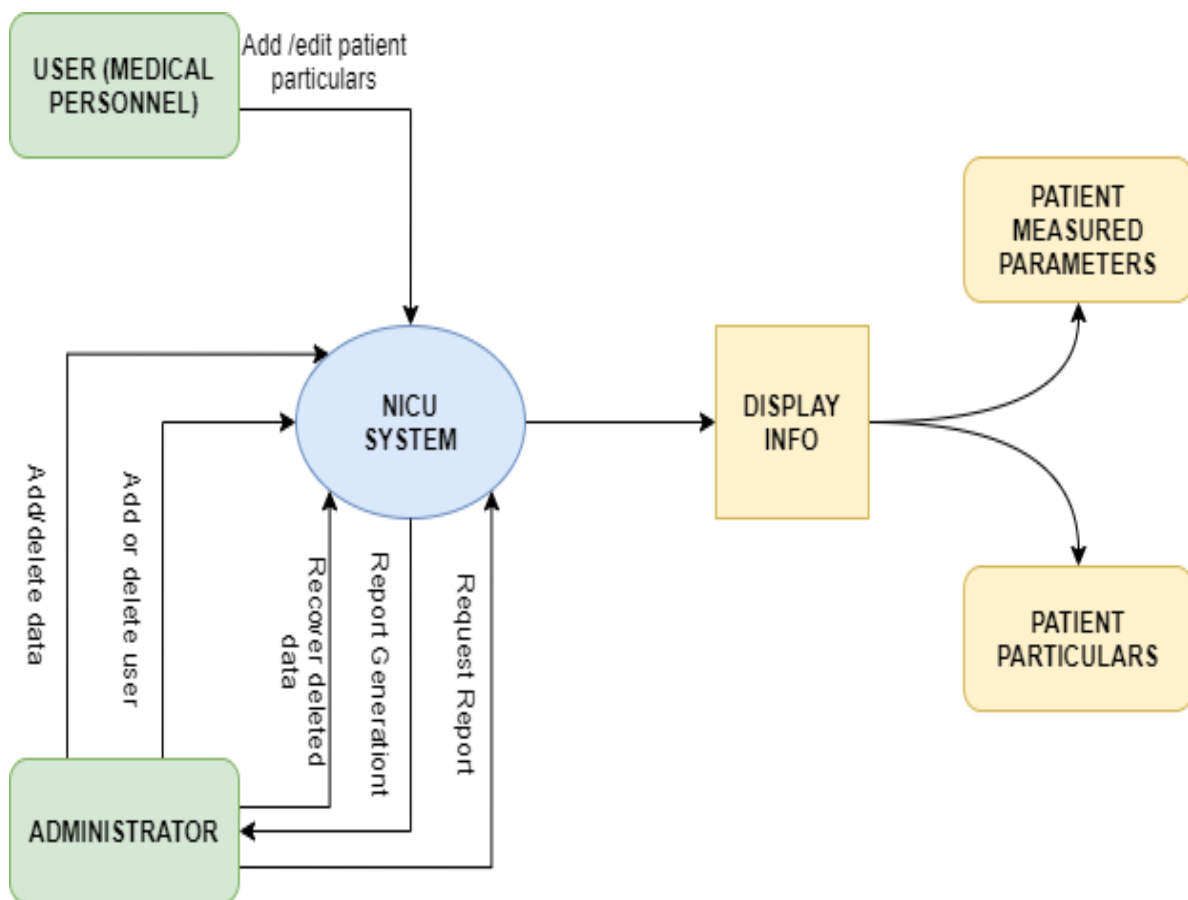 USER (MEDICAL
PERSONNEL)
Add /edit patient
particulars
PATIENT
MEASURED
PARAMETERS
NICU
SYSTEM
DISPLAY
INFO
Add/delete data
Add or delete user
Recover deleted
data
Report Generationt
Request Report
PATIENT
PARTICULARS
ADMINISTRATOR